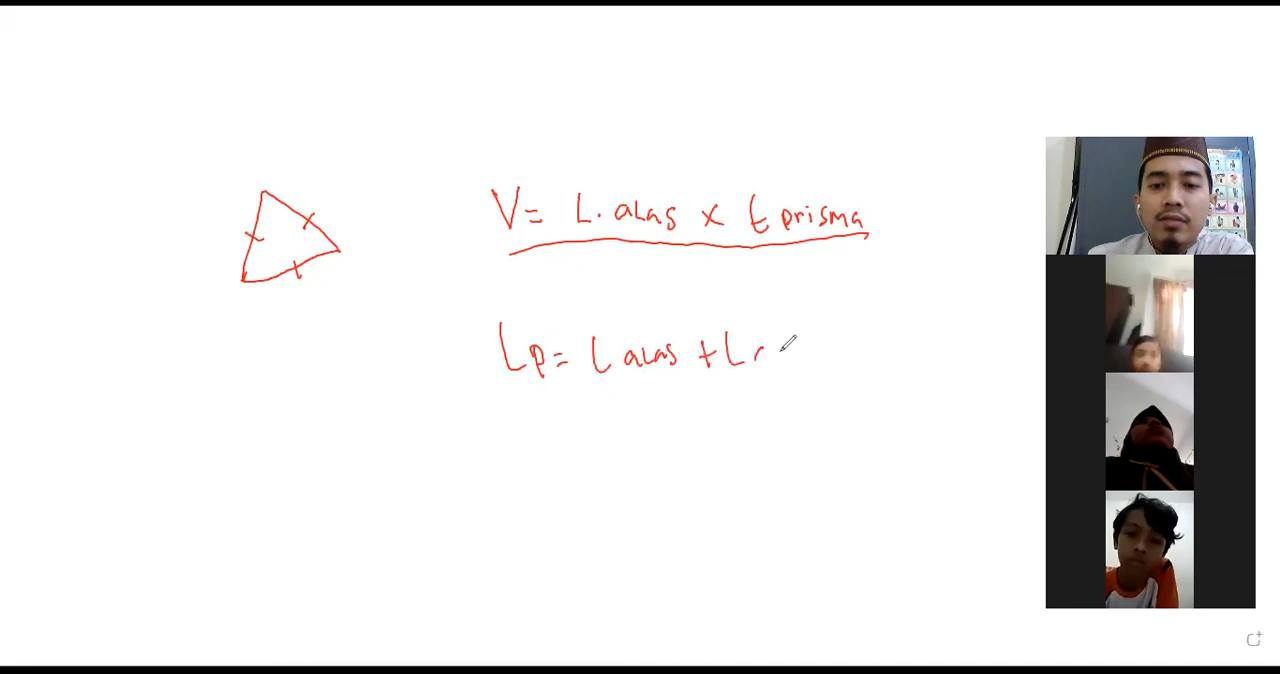 V = L. alas x t prisma
Lp = L alas + L r